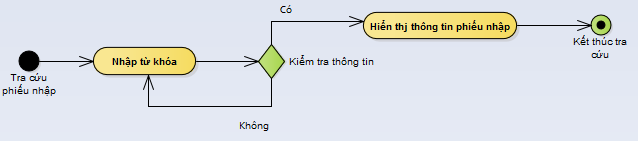 Có
Hiển thị thông tin phiếu nhập
Kết thúc tra
cứu
Nhập từ khóa
Kiểm tra thông tin
Tra cứu
phiếu nhập
Không